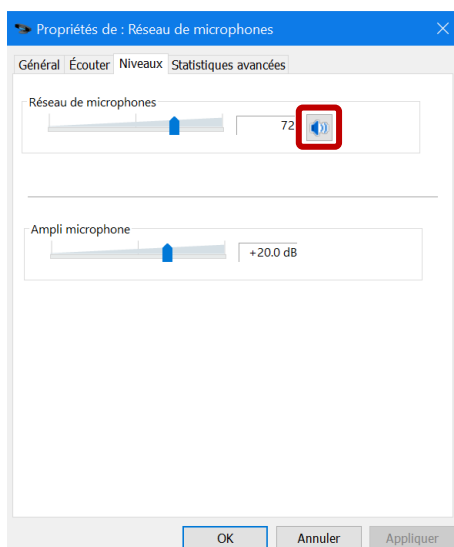 Propriétés de : Réseau de microphones
Général Écouter Niveaux Statistiques avancées
Réseau de microphones
72
Ampli microphone
+20.0 dB
OK Annuler Appliquer